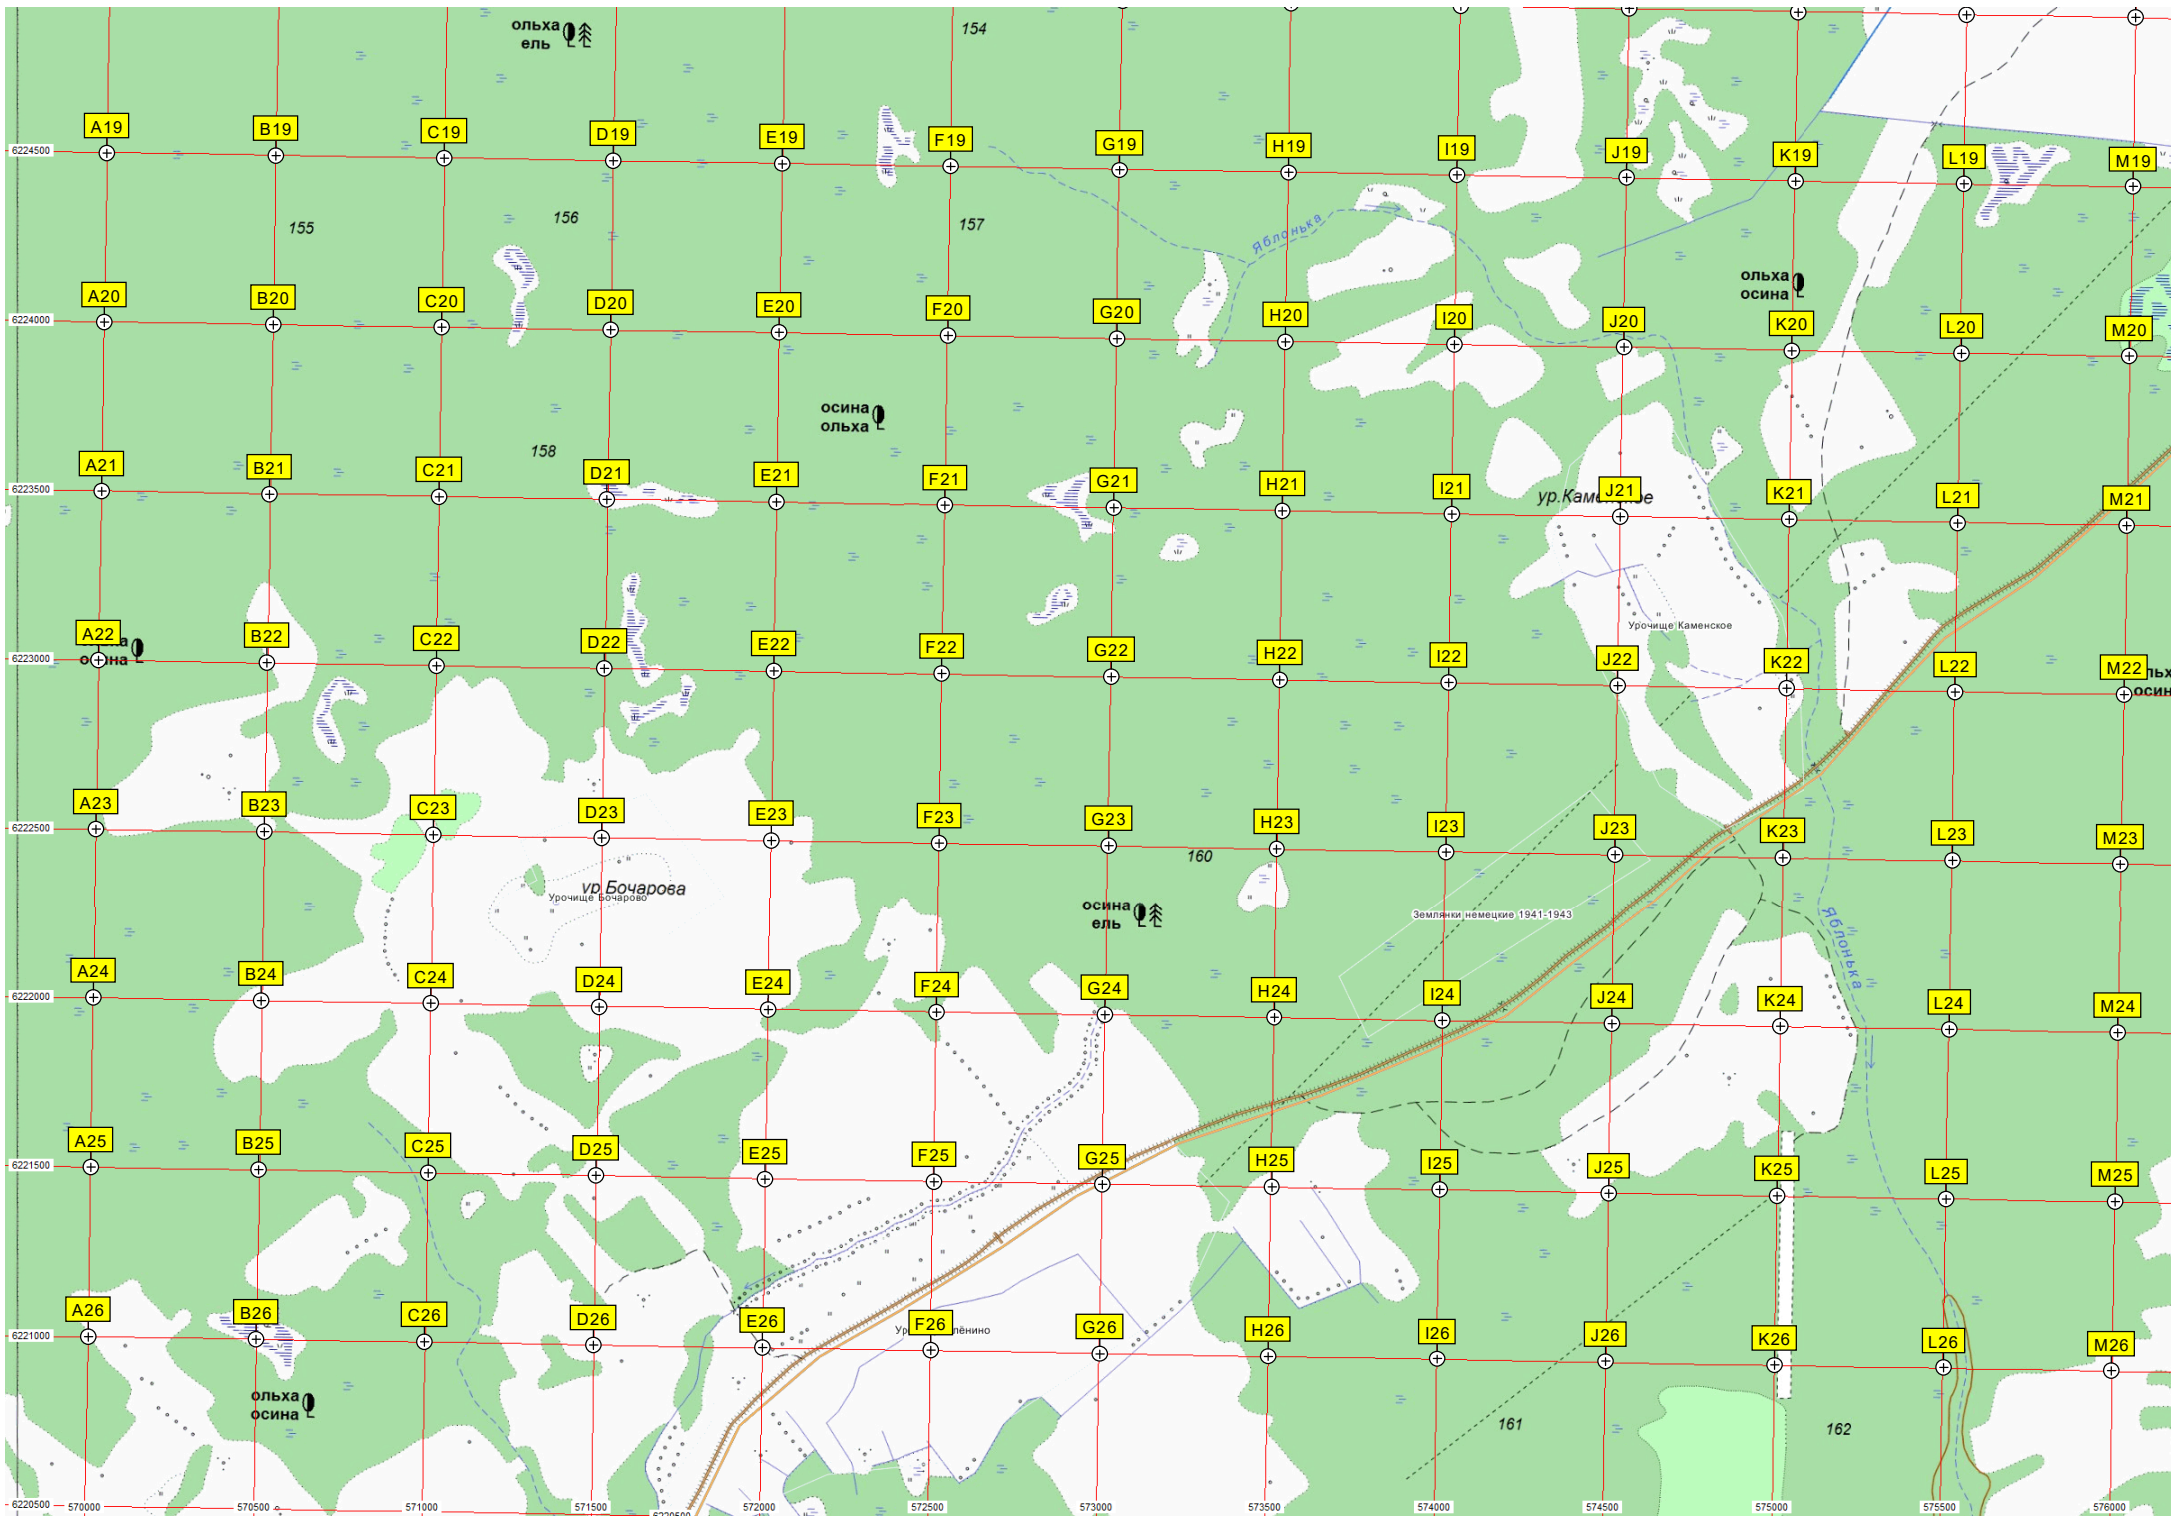 ольха
ель
154
A19
B19
C19
D19
E19
F19
G19
H19
I19
J19
K19
L19
M19
6224500
155
156
157
Яблонька
ольха
осина
A20
B20
C20
D20
E20
F20
G20
H20
I20
J20
K20
L20
M20
6224000
осина
ольха
158
A21
B21
C21
D21
E21
F21
G21
H21
I21
J21
K21
L21
M21
6223500
Урочище Каменское
A22
B22
C22
D22
E22
F22
G22
H22
I22
J22
K22
L22
M22
6223000
A23
B23
C23
D23
E23
F23
G23
H23
I23
J23
K23
L23
M23
6222500
160
ур.Бочарова
Урочище Бочарово
осина
ель
Землянки немецкие 1941-1943
Яблонька
A24
B24
C24
D24
E24
F24
G24
H24
I24
J24
K24
L24
M24
6222000
A25
B25
C25
D25
E25
F25
G25
H25
I25
J25
K25
L25
M25
6221500
A26
B26
C26
D26
E26
F26
G26
H26
I26
J26
K26
L26
M26
6221000
ольха
осина
161
162
6220500
570000
570500
571000
571500
572000
572500
573000
573500
574000
574500
575000
575500
576000